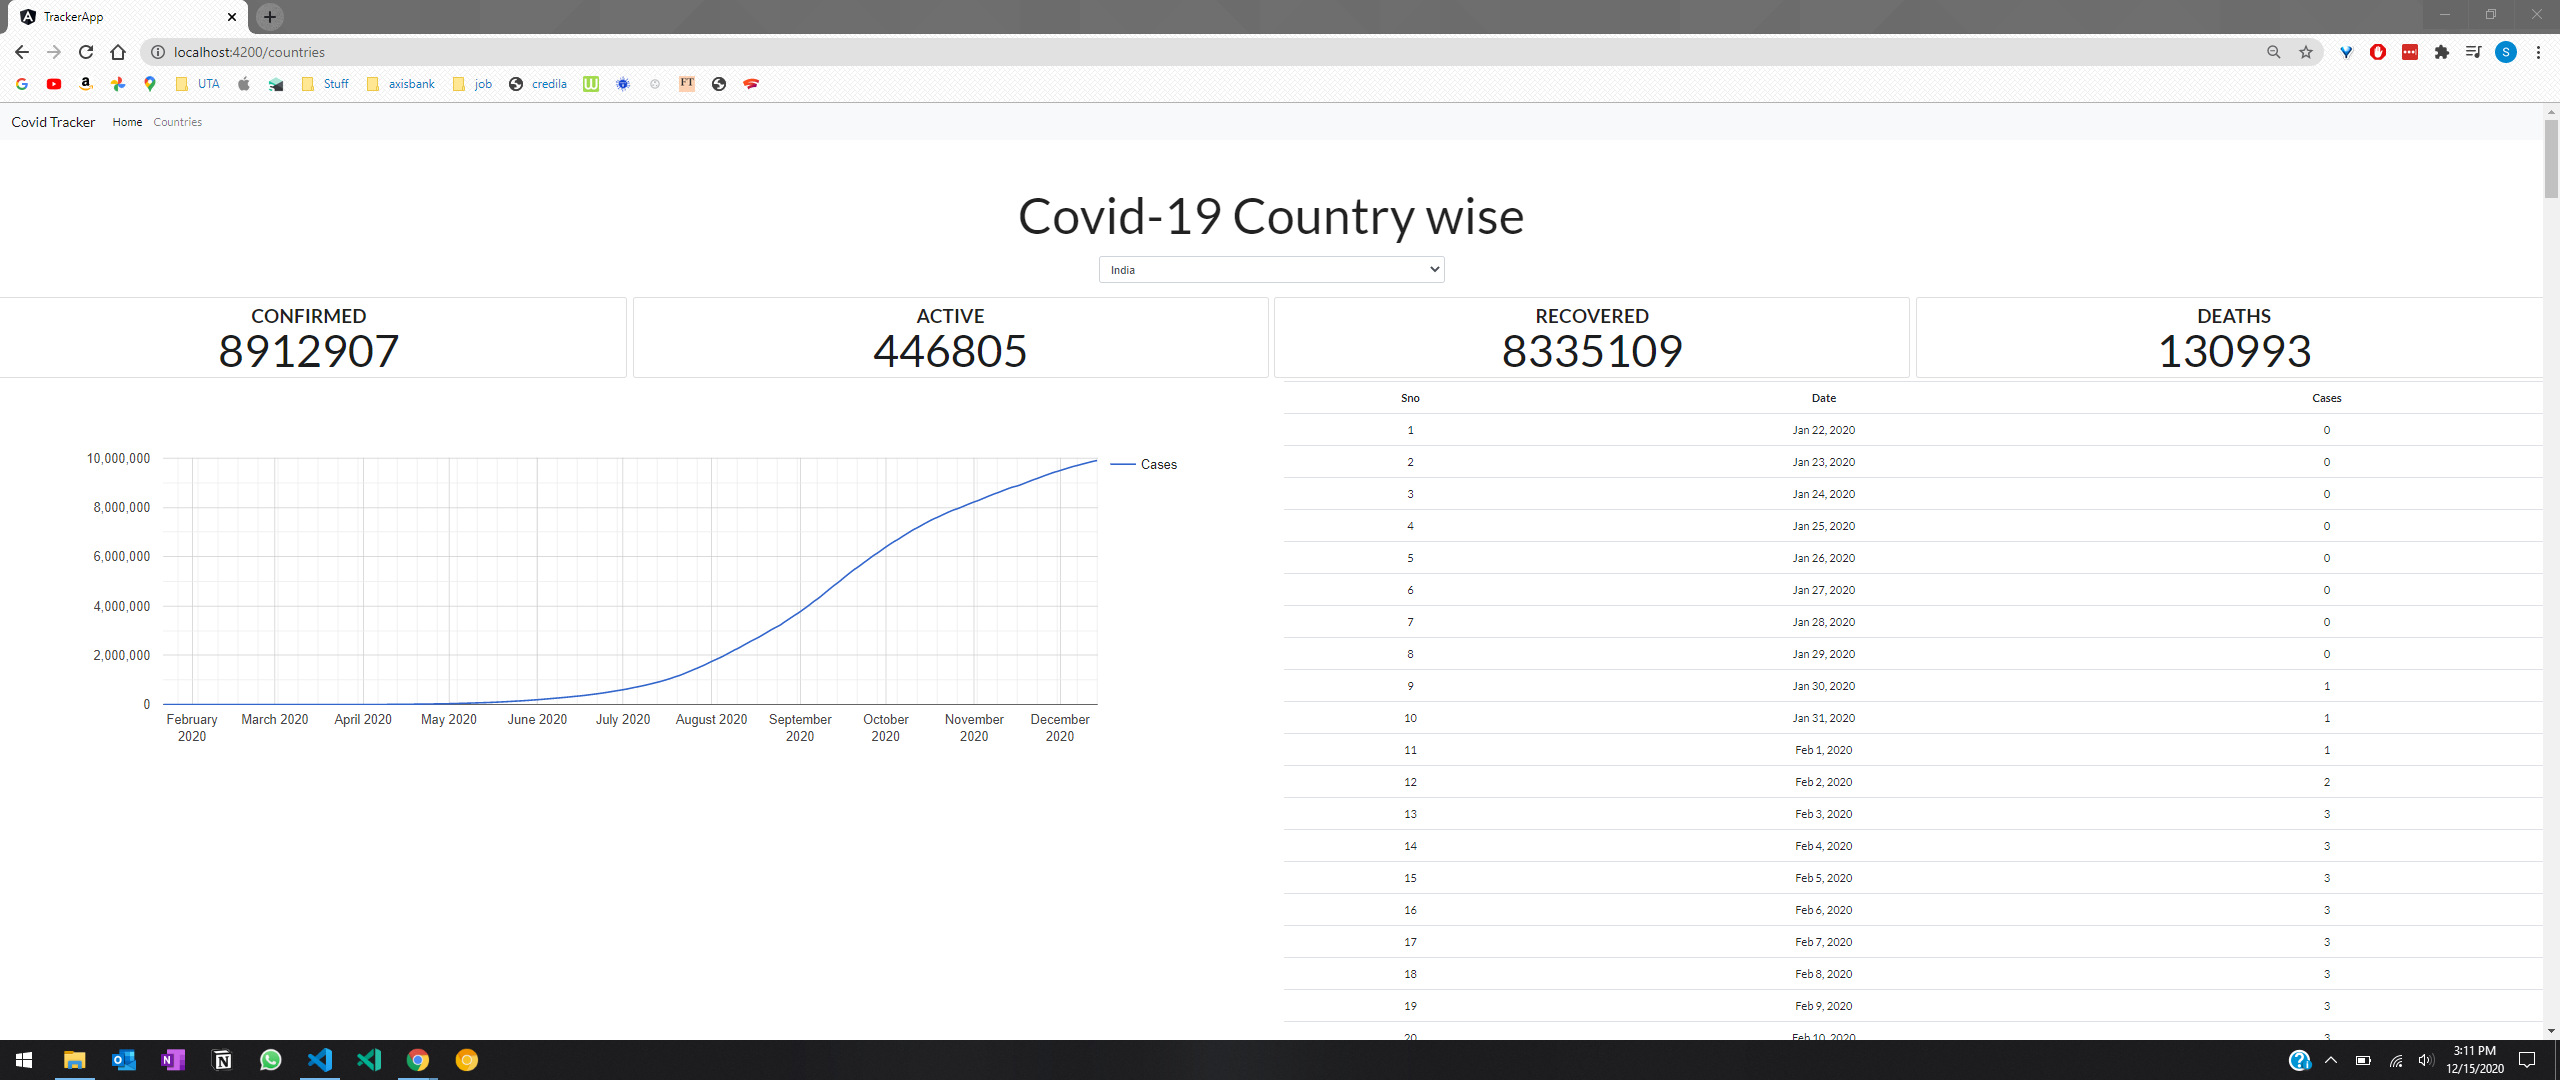 TrackerApp
localhost:4200/countries
UTA
Stuff
axisbank
job
credila
FT
Covid Tracker Home Countries
Covid-19 Country wise
India
CONFIRMED
8912907
ACTIVE
446805
RECOVERED
8335109
DEATHS
130993
10,000,000
8,000,000
6,000,000
4,000,000
2,000,000
0
February 2020
March 2020
April 2020
May 2020
June 2020
July 2020
August 2020
September 2020
October 2020
November 2020
December 2020
Cases
Sno Date Cases
1 Jan 22, 2020 0
2 Jan 23, 2020 0
3 Jan 24, 2020 0
4 Jan 25, 2020 0
5 Jan 26, 2020 0
6 Jan 27, 2020 0
7 Jan 28, 2020 0
8 Jan 29, 2020 0
9 Jan 30, 2020 1
10 Jan 31, 2020 1
11 Feb 1, 2020 1
12 Feb 2, 2020 2
13 Feb 3, 2020 3
14 Feb 4, 2020 3
15 Feb 5, 2020 3
16 Feb 6, 2020 3
17 Feb 7, 2020 3
18 Feb 8, 2020 3
19 Feb 9, 2020 3
20 Feb 10, 2020 3
3:11 PM
12/15/2020